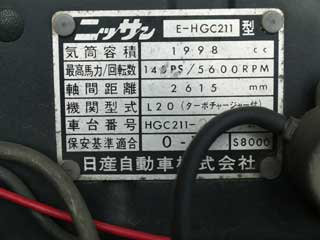 ニッサン E-HGC211 型
気筒容積 1998 cc
最高馬力/回転数 145PS/5600RPM
軸間距離 2615 mm
機関型式 L20(ターボチャージャー付)
車台番号 HGC211-
保安基準適合 0- S8000
日産自動車株式会社